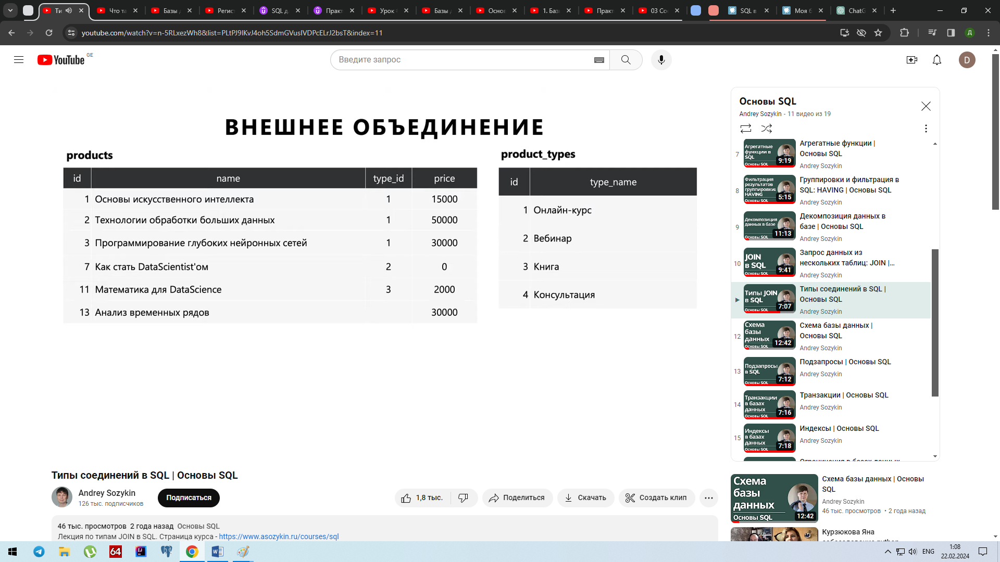 Ти
Что та
Базы
Регист
SQL д
Практ
Урок
Базы
Основ
1. Баз
Практ
03 Со
SQL в
Моя б
ChatG
youtube.com/watch?v=n-5RLxezWh8&list=PLtPJ9lKvJ4oh5SdmGVusIVDPcELrJ2bsT&index=11
Д
YouTube GE
Введите запрос
D
ВНЕШНЕЕ ОБЪЕДИНЕНИЕ
products
id name type_id price
1 Основы искусственного интеллекта 1 15000
2 Технологии обработки больших данных 1 50000
3 Программирование глубоких нейронных сетей 1 30000
7 Как стать DataScientist'ом 2 0
11 Математика для DataScience 3 2000
13 Анализ временных рядов 30000
product_types
id type_name
1 Онлайн-курс
2 Вебинар
3 Книга
4 Консультация
Типы соединений в SQL | Основы SQL
Andrey Sozykin
126 тыс. подписчиков
Подписаться
1,8 тыс.
Поделиться
Скачать
Создать клип
46 тыс. просмотров 2 года назад Основы SQL
Лекция по типам JOIN в SQL. Страница курса - https://www.asozykin.ru/courses/sql
Основы SQL
Andrey Sozykin - 11 видео из 19
7
Агрегатные функции в SQL
Основы SQL
9:19
Агрегатные функции |
Основы SQL
Andrey Sozykin
8
Фильтрация результатов группировки: HAVING
Основы SQL
5:15
Группировки и фильтрация в
SQL: HAVING | Основы SQL
Andrey Sozykin
9
Декомпозиция данных в базе
Основы SQL
11:13
Декомпозиция данных в
базе | Основы SQL
Andrey Sozykin
10
JOIN в SQL
Основы SQL
9:41
Запрос данных из
нескольких таблиц: JOIN |...
Andrey Sozykin
Типы JOIN в SQL
Основы SQL
7:07
Типы соединений в SQL |
Основы SQL
Andrey Sozykin
12
Схема базы данных
Основы SQL
12:42
Схема базы данных |
Основы SQL
Andrey Sozykin
13
Подзапросы в SQL
Основы SQL
7:12
Подзапросы | Основы SQL
Andrey Sozykin
14
Транзакции в базах данных
Основы SQL
7:16
Транзакции | Основы SQL
Andrey Sozykin
15
Индексы в базах данных
Основы SQL
7:18
Индексы | Основы SQL
Andrey Sozykin
Ограничения в базах данных
Схема
базы
данных
Основы SQL
12:42
Схема базы данных | Основы
SQL
Andrey Sozykin
46 тыс. просмотров • 2 года назад
Курзюкова Яна
64
IJ
W
ENG
1:08
22.02.2024